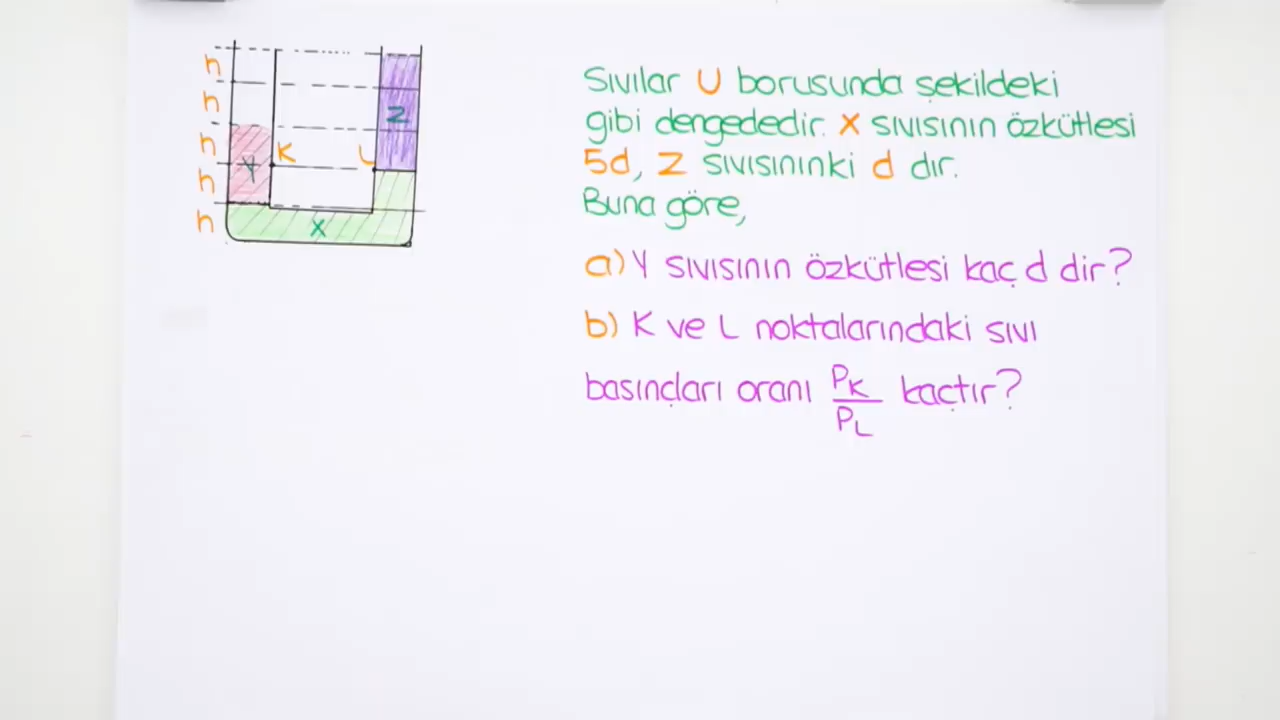 h
h
h
h
h
Y
K
L
Z
X
Sıvılar U borusunda şekildeki
gibi dengededir. X sıvısının özkütlesi
5d, Z sıvısınınki d dır.
Buna göre,
a) Y sıvısının özkütlesi kaç d dir?
b) K ve L noktalarındaki sıvı
basınçları oranı PK/PL kaçtır?